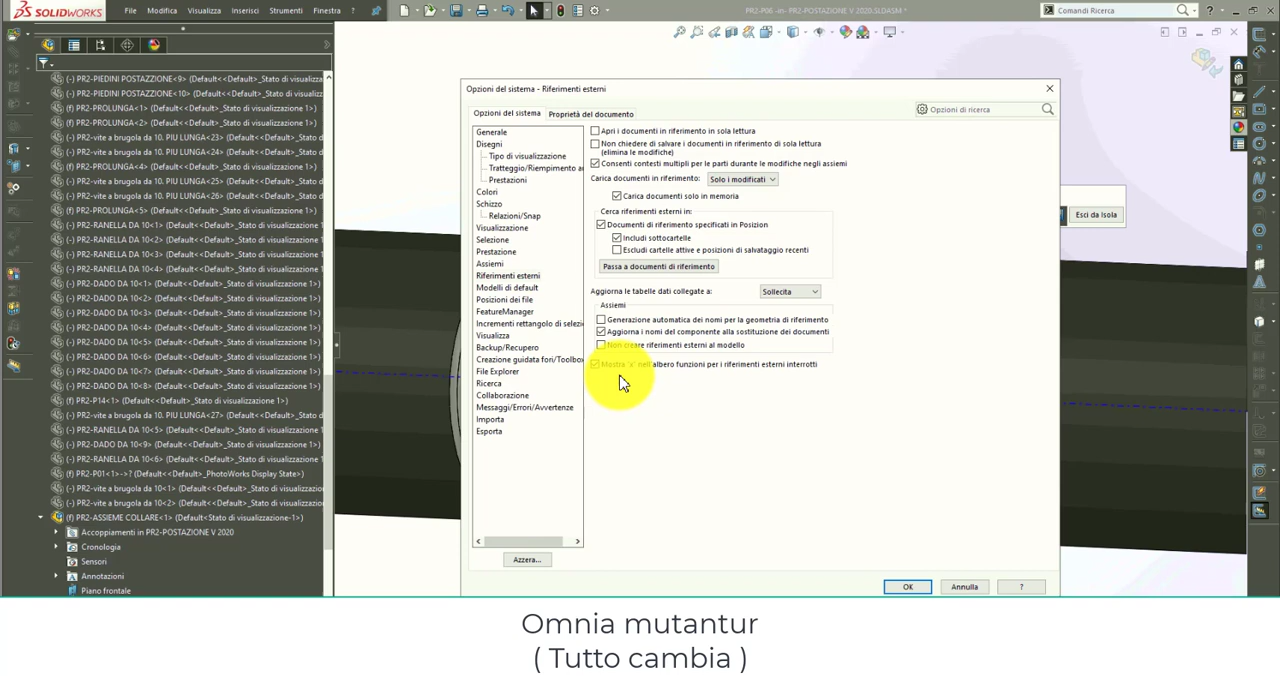 SOLIDWORKS
File Modifica Visualizza Inserisci Strumenti Finestra ?
PR2-P06 -in- PR2-POSTAZIONE V 2020.SLDASM *
Comandi Ricerca
?
(-) PR2-PIEDINI POSTAZZIONE<9> (Default<<Default>_Stato di visualizza
(-) PR2-PIEDINI POSTAZZIONE<10> (Default<<Default>_Stato di visualizz
(f) PR2-PROLUNGA<1> (Default<<Default>_Stato di visualizzazione 1>)
(f) PR2-PROLUNGA<2> (Default<<Default>_Stato di visualizzazione 1>)
(-) PR2-vite a brugola da 10. PIU LUNGA<23> (Default<<Default>_Stato
(-) PR2-vite a brugola da 10. PIU LUNGA<24> (Default<<Default>_Stato
(f) PR2-PROLUNGA<4> (Default<<Default>_Stato di visualizzazione 1>)
(-) PR2-vite a brugola da 10. PIU LUNGA<25> (Default<<Default>_Stato
(-) PR2-vite a brugola da 10. PIU LUNGA<26> (Default<<Default>_Stato
(f) PR2-PROLUNGA<5> (Default<<Default>_Stato di visualizzazione 1>)
(-) PR2-RANELLA DA 10<1> (Default<<Default>_Stato di visualizzazione 1>)
(-) PR2-RANELLA DA 10<2> (Default<<Default>_Stato di visualizzazione 1>)
(-) PR2-RANELLA DA 10<3> (Default<<Default>_Stato di visualizzazione 1>)
(-) PR2-RANELLA DA 10<4> (Default<<Default>_Stato di visualizzazione 1>)
(-) PR2-DADO DA 10<1> (Default<<Default>_Stato di visualizzazione 1>)
(-) PR2-DADO DA 10<2> (Default<<Default>_Stato di visualizzazione 1>)
(-) PR2-DADO DA 10<3> (Default<<Default>_Stato di visualizzazione 1>)
(-) PR2-DADO DA 10<4> (Default<<Default>_Stato di visualizzazione 1>)
(-) PR2-DADO DA 10<6> (Default<<Default>_Stato di visualizzazione 1>)
(-) PR2-DADO DA 10<7> (Default<<Default>_Stato di visualizzazione 1>)
(-) PR2-DADO DA 10<8> (Default<<Default>_Stato di visualizzazione 1>)
(f) PR2-P14<1> (Default<<Default>_Stato di visualizzazione 1>)
(-) PR2-vite a brugola da 10. PIU LUNGA<27> (Default<<Default>_Stato
(-) PR2-RANELLA DA 10<5> (Default<<Default>_Stato di visualizzazione 1>)
(-) PR2-DADO DA 10<9> (Default<<Default>_Stato di visualizzazione 1>)
(-) PR2-RANELLA DA 10<6> (Default<<Default>_Stato di visualizzazione 1>)
(f) PR2-P01<1>->? (Default<<Default>_PhotoWorks Display State>)
(-) PR2-vite a brugola da 10<1> (Default<<Default>_Stato di visualizzazion
(-) PR2-vite a brugola da 10<2> (Default<<Default>_Stato di visualizzazion
(f) PR2-ASSIEME COLLARE<1> (Default<Stato di visualizzazione-1>)
Accoppiamenti in PR2-POSTAZIONE V 2020
Cronologia
Sensori
Annotazioni
Piano frontale
Opzioni del sistema - Riferimenti esterni
Opzioni del sistema Proprietà del documento
Opzioni di ricerca
Generale
Disegni
Tipo di visualizzazione
Tratteggio/Riempimento a
Prestazioni
Colori
Schizzo
Relazioni/Snap
Visualizzazione
Selezione
Prestazione
Assiemi
Riferimenti esterni
Modelli di default
Posizioni dei file
FeatureManager
Incrementi rettangolo di selezi
Visualizza
Backup/Recupero
Creazione guidata fori/Toolbox
File Explorer
Ricerca
Collaborazione
Messaggi/Errori/Avvertenze
Importa
Esporta
Azzera...
Apri i documenti in riferimento in sola lettura
Non chiedere di salvare i documenti in riferimento di sola lettura
(elimina le modifiche)
Consenti contesti multipli per le parti durante le modifiche negli assiemi
Carica documenti in riferimento: Solo i modificati
Carica documenti solo in memoria
Cerca riferimenti esterni in:
Documenti di riferimento specificati in Posizion
Includi sottocartelle
Escludi cartelle attive e posizioni di salvataggio recenti
Passa a documenti di riferimento
Aggiorna le tabelle dati collegate a: Sollecita
Assiemi
Generazione automatica dei nomi per la geometria di riferimento
Aggiorna i nomi del componente alla sostituzione dei documenti
Non creare riferimenti esterni al modello
Mostra 'x' nell'albero funzioni per i riferimenti esterni interrotti
OK Annulla ?
Esci da Isola
Omnia mutantur
( Tutto cambia )